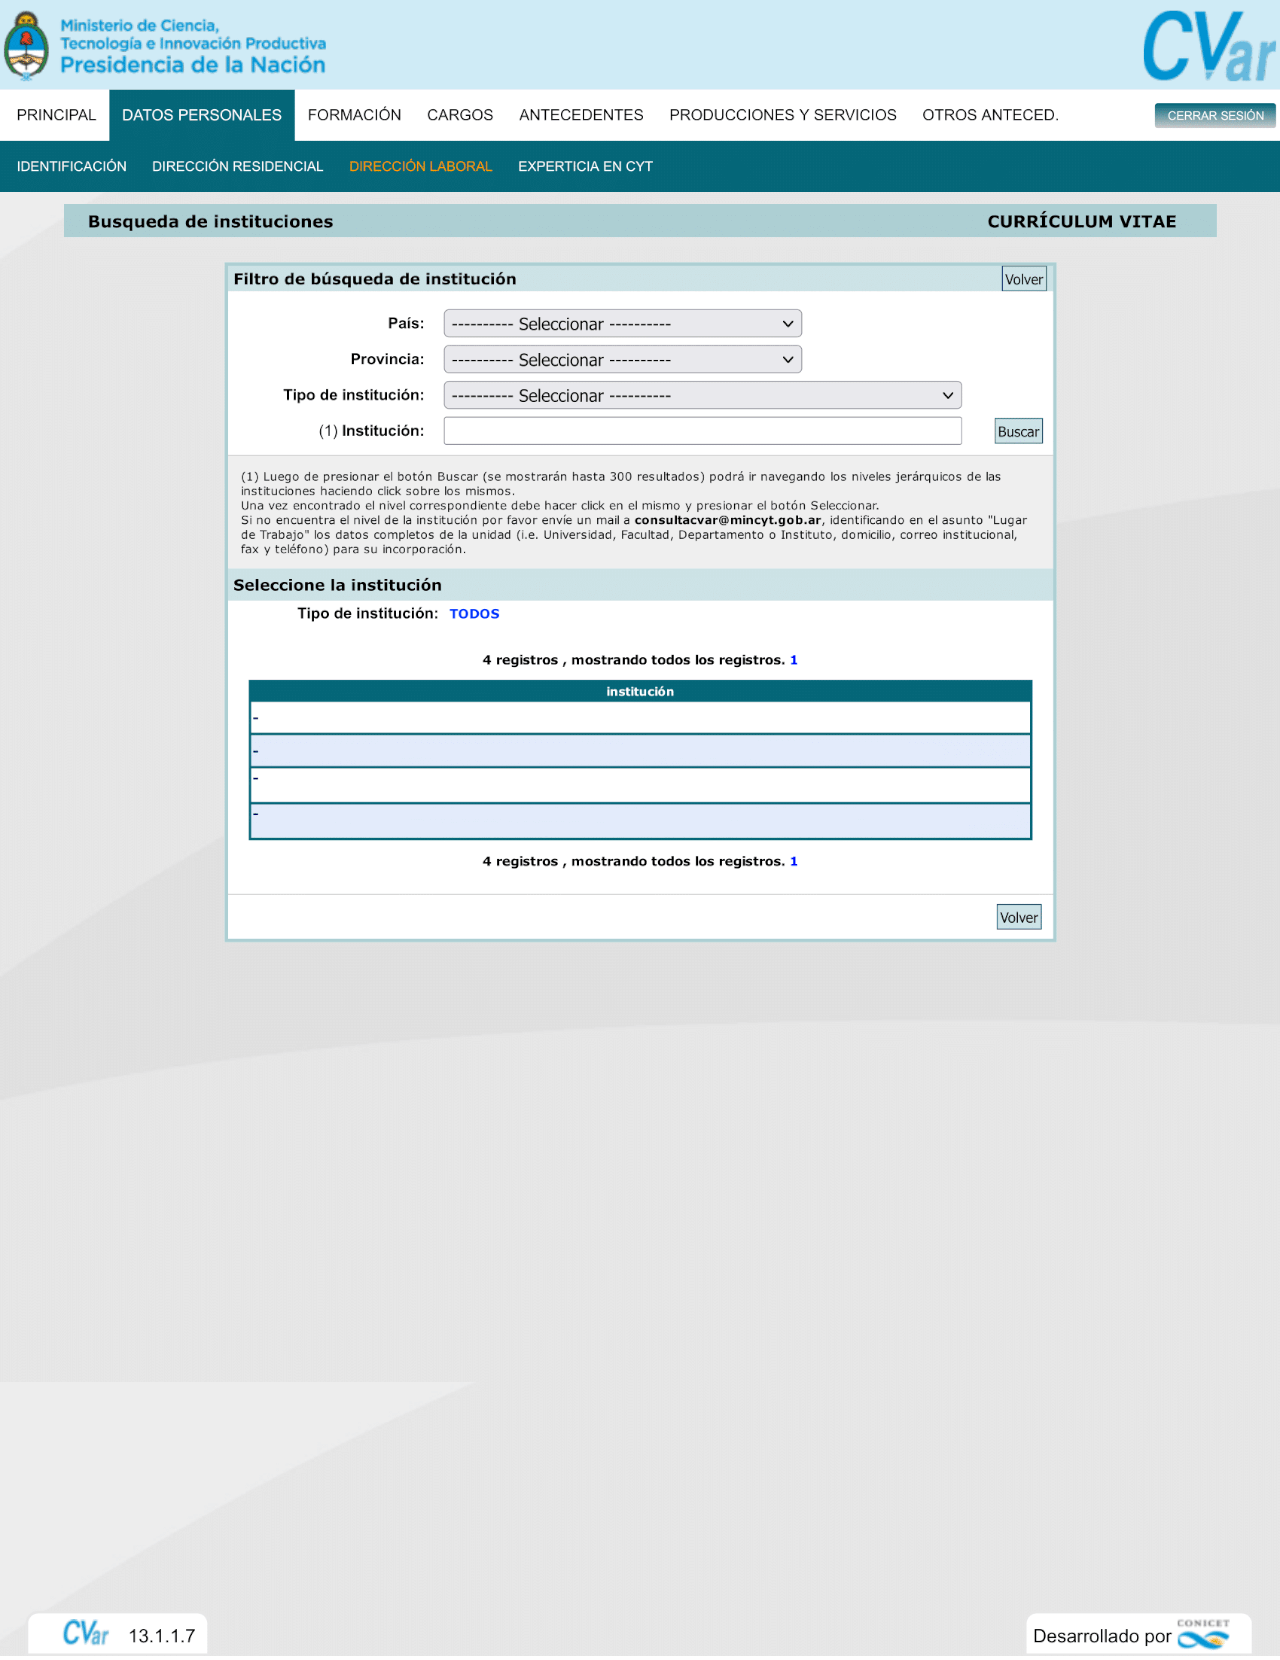 Ministerio de Ciencia,
Tecnología e Innovación Productiva
Presidencia de la Nación
CVar
PRINCIPAL DATOS PERSONALES FORMACIÓN CARGOS ANTECEDENTES PRODUCCIONES Y SERVICIOS OTROS ANTECED. CERRAR SESIÓN
IDENTIFICACIÓN DIRECCIÓN RESIDENCIAL DIRECCIÓN LABORAL EXPERTICIA EN CYT
Busqueda de instituciones CURRÍCULUM VITAE
Filtro de búsqueda de institución Volver
País: ---------- Seleccionar ----------
Provincia: ---------- Seleccionar ----------
Tipo de institución: ---------- Seleccionar ----------
(1) Institución: Buscar
(1) Luego de presionar el botón Buscar (se mostrarán hasta 300 resultados) podrá ir navegando los niveles jerárquicos de las
instituciones haciendo click sobre los mismos.
Una vez encontrado el nivel correspondiente debe hacer click en el mismo y presionar el botón Seleccionar.
Si no encuentra el nivel de la institución por favor envíe un mail a consultacvar@mincyt.gob.ar, identificando en el asunto "Lugar
de Trabajo" los datos completos de la unidad (i.e. Universidad, Facultad, Departamento o Instituto, domicilio, correo institucional,
fax y teléfono) para su incorporación.
Seleccione la institución
Tipo de institución: TODOS
4 registros , mostrando todos los registros. 1
institución
-
-
-
-
4 registros , mostrando todos los registros. 1
Volver
CVar 13.1.1.7
Desarrollado por CONICET